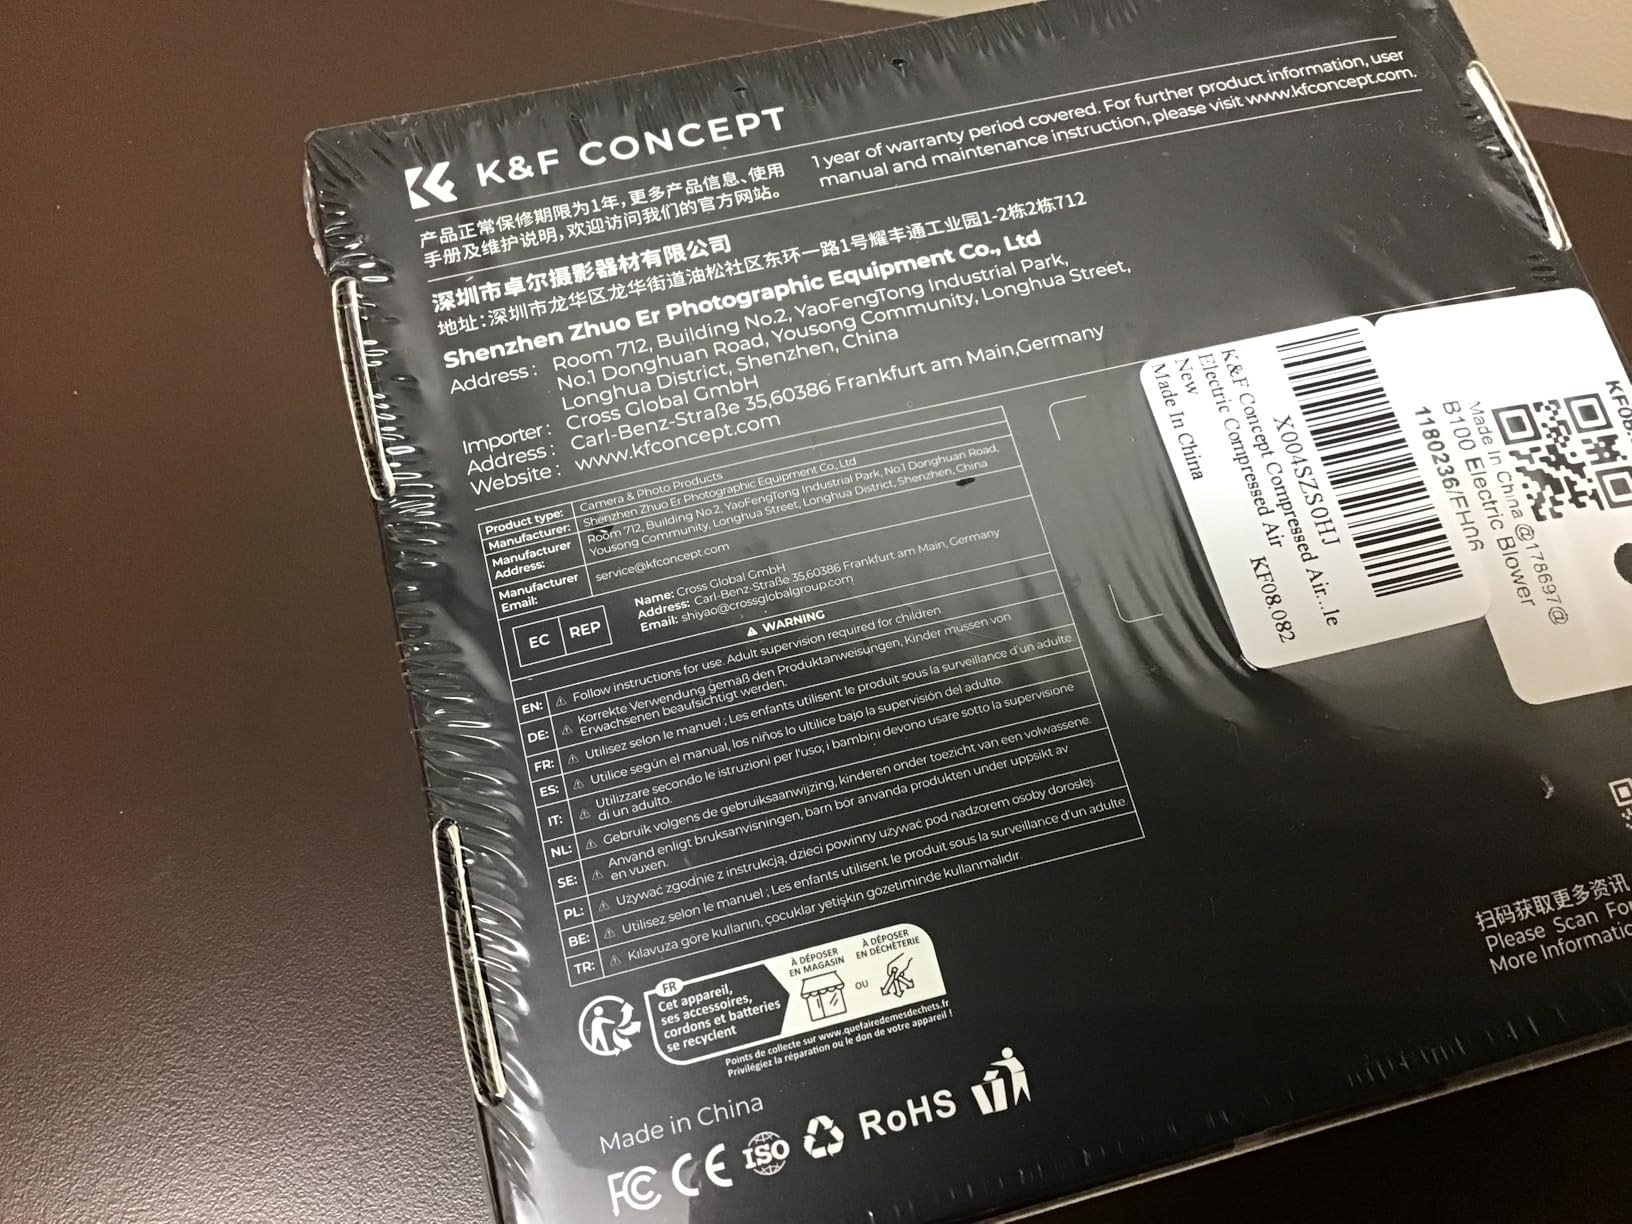 K&F CONCEPT
产品正常保修期限为1年,更多产品信息、使用
手册及维护说明,欢迎访问我们的官方网站。
1 year of warranty period covered. For further product information, user
manual and maintenance instruction, please visit www.kfconcept.com.
深圳市卓尔摄影器材有限公司
地址:深圳市龙华区龙华街道油松社区东环一路1号耀丰通工业园1-2栋2栋712
Shenzhen Zhuo Er Photographic Equipment Co., Ltd
Address: Room 712, Building No.2, YaoFengTong Industrial Park,
No.1 Donghuan Road, Yousong Community, Longhua Street,
Longhua District, Shenzhen, China
Importer: Cross Global GmbH
Address: Carl-Benz-Straße 35,60386 Frankfurt am Main,Germany
Website: www.kfconcept.com
Product type: Camera & Photo Products
Manufacturer: Shenzhen Zhuo Er Photographic Equipment Co., Ltd
Manufacturer Address: Room 712, Building No.2, YaoFengTong Industrial Park, No.1 Donghuan Road,
Yousong Community, Longhua Street, Longhua District, Shenzhen, China
Manufacturer Email: service@kfconcept.com
EC REP
Name: Cross Global GmbH
Address: Carl-Benz-Straße 35,60386 Frankfurt am Main, Germany
Email: shiyao@crossglobalgroup.com
⚠ WARNING
EN: ⚠ Follow instructions for use. Adult supervision required for children.
DE: ⚠ Korrekte Verwendung gemäß den Produktanweisungen, Kinder mussen von
Erwachsenen beaufsichtigt werden.
FR: ⚠ Utilisez selon le manuel ; Les enfants utilisent le produit sous la surveillance d'un adulte.
ES: ⚠ Utilice según el manual, los niños lo ultilice bajo la supervisión del adulto.
IT: ⚠ Utilizzare secondo le istruzioni per l'uso; i bambini devono usare sotto la supervisione
di un adulto.
NL: ⚠ Gebruik volgens de gebruiksaanwijzing, kinderen onder toezicht van een volwassene.
SE: ⚠ Använd enligt bruksanvisningen, barn bor anvanda produkten under uppsikt av
en vuxen.
PL: ⚠ Używać zgodnie z instrukcją, dzieci powinny używać pod nadzorem osoby doroslej.
BE: ⚠ Utilisez selon le manuel ; Les enfants utilisent le produit sous la surveillance d'un adulte.
TR: ⚠ Kılavuza göre kullanın, çocuklar yetişkin gozetiminde kullanmalıdır.
FR
Cet appareil,
ses accessoires,
cordons et batteries
se recyclent
À DÉPOSER
EN MAGASIN
OU
À DÉPOSER
EN DÉCHÈTERIE
Points de collecte sur www.quefairedemesdechets.fr
Privilégiez la réparation ou le don de votre appareil !
Made in China
FC CE ISO RoHS
X004SZS0HJ
K&F Concept Compressed Air...le
Electric Compressed Air KF08.082
New
Made In China
Made In China @178697@
B100 Electric Blower
1180236/FH06
扫码获取更多资讯
Please Scan For
More Informatio